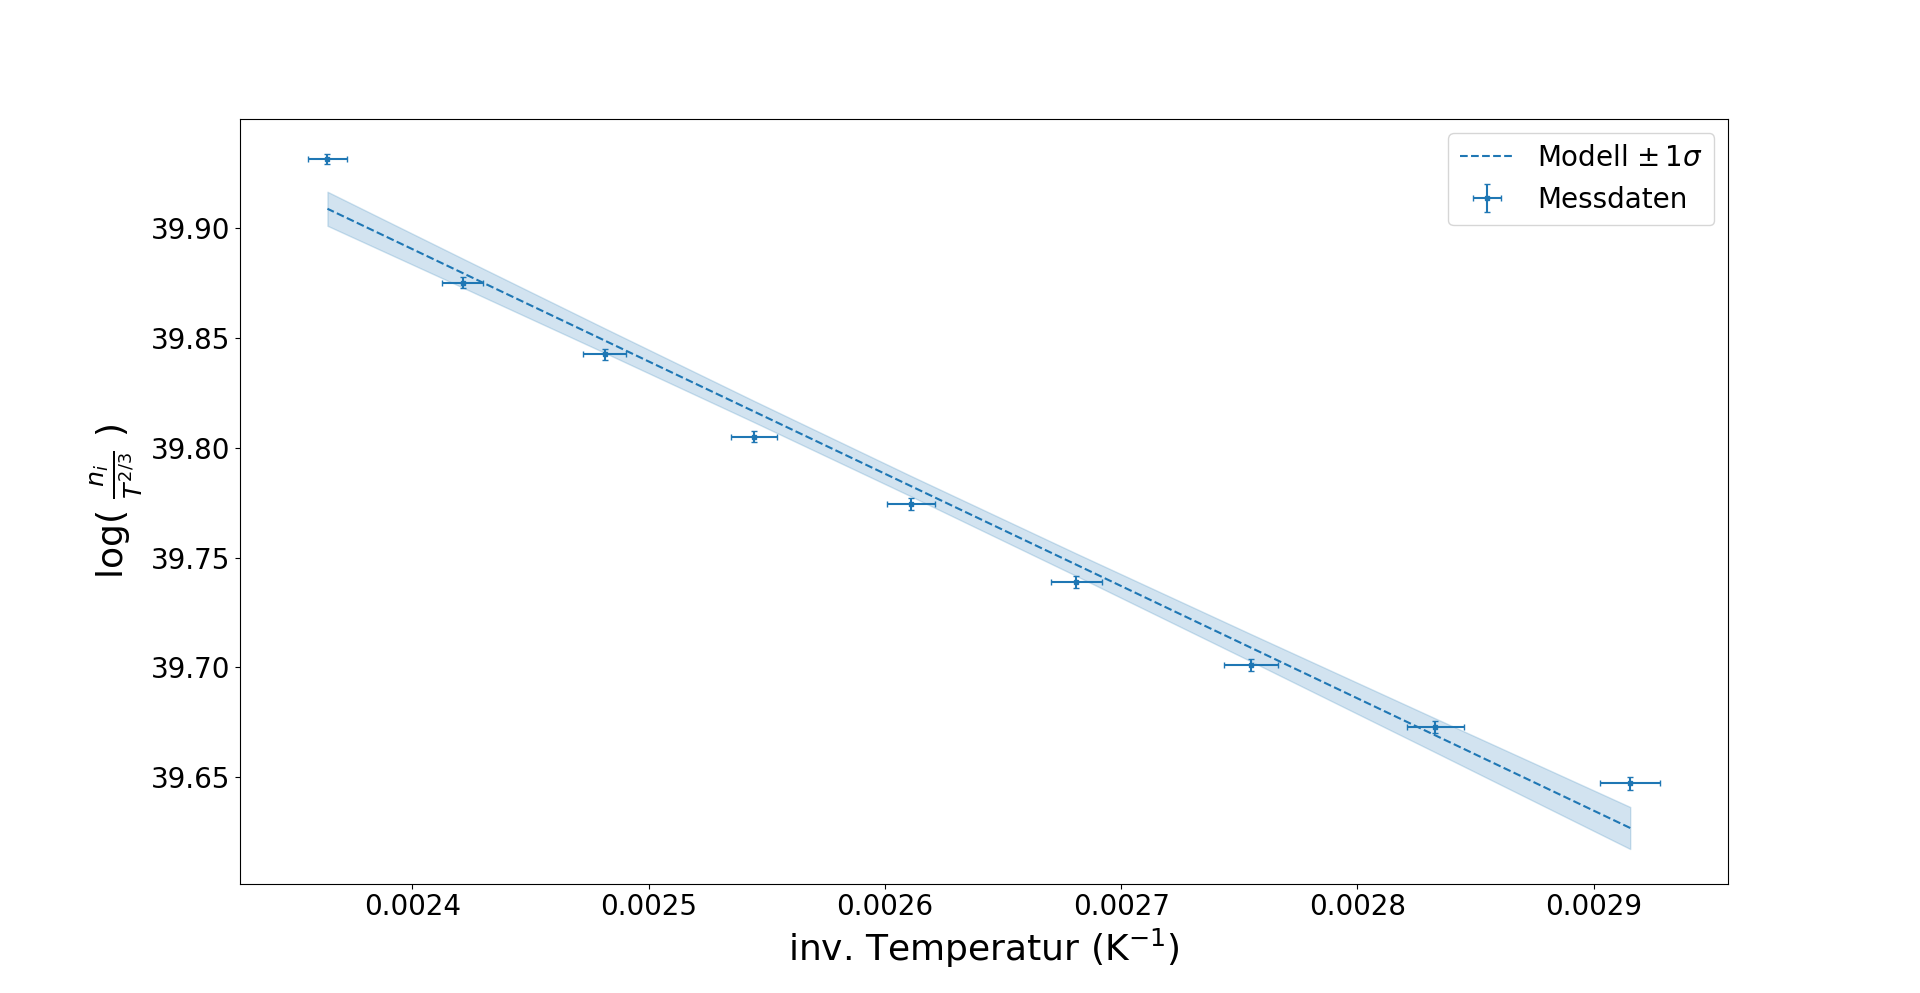 Modell ± 1σ
Messdaten
39.90
39.85
39.80
39.75
39.70
39.65
log( n_i / T^{2/3} )
0.0024 0.0025 0.0026 0.0027 0.0028 0.0029
inv. Temperatur (K⁻¹)